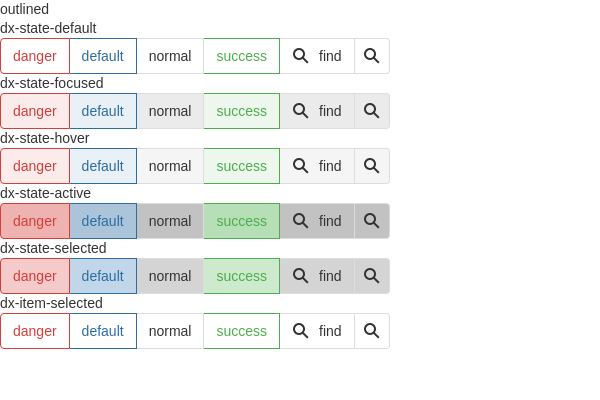 outlined
dx-state-default
danger default normal success find
dx-state-focused
danger default normal success find
dx-state-hover
danger default normal success find
dx-state-active
danger default normal success find
dx-state-selected
danger default normal success find
dx-item-selected
danger default normal success find